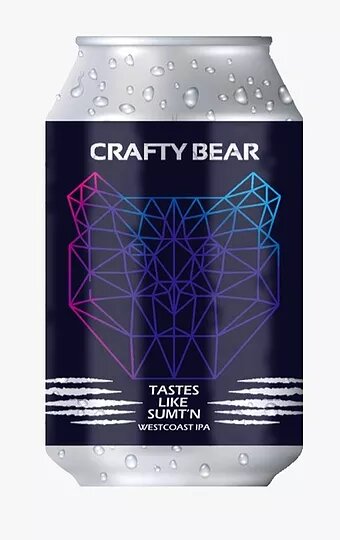 CRAFTY BEAR
TASTES
LIKE
SUMT'N
WESTCOAST IPA